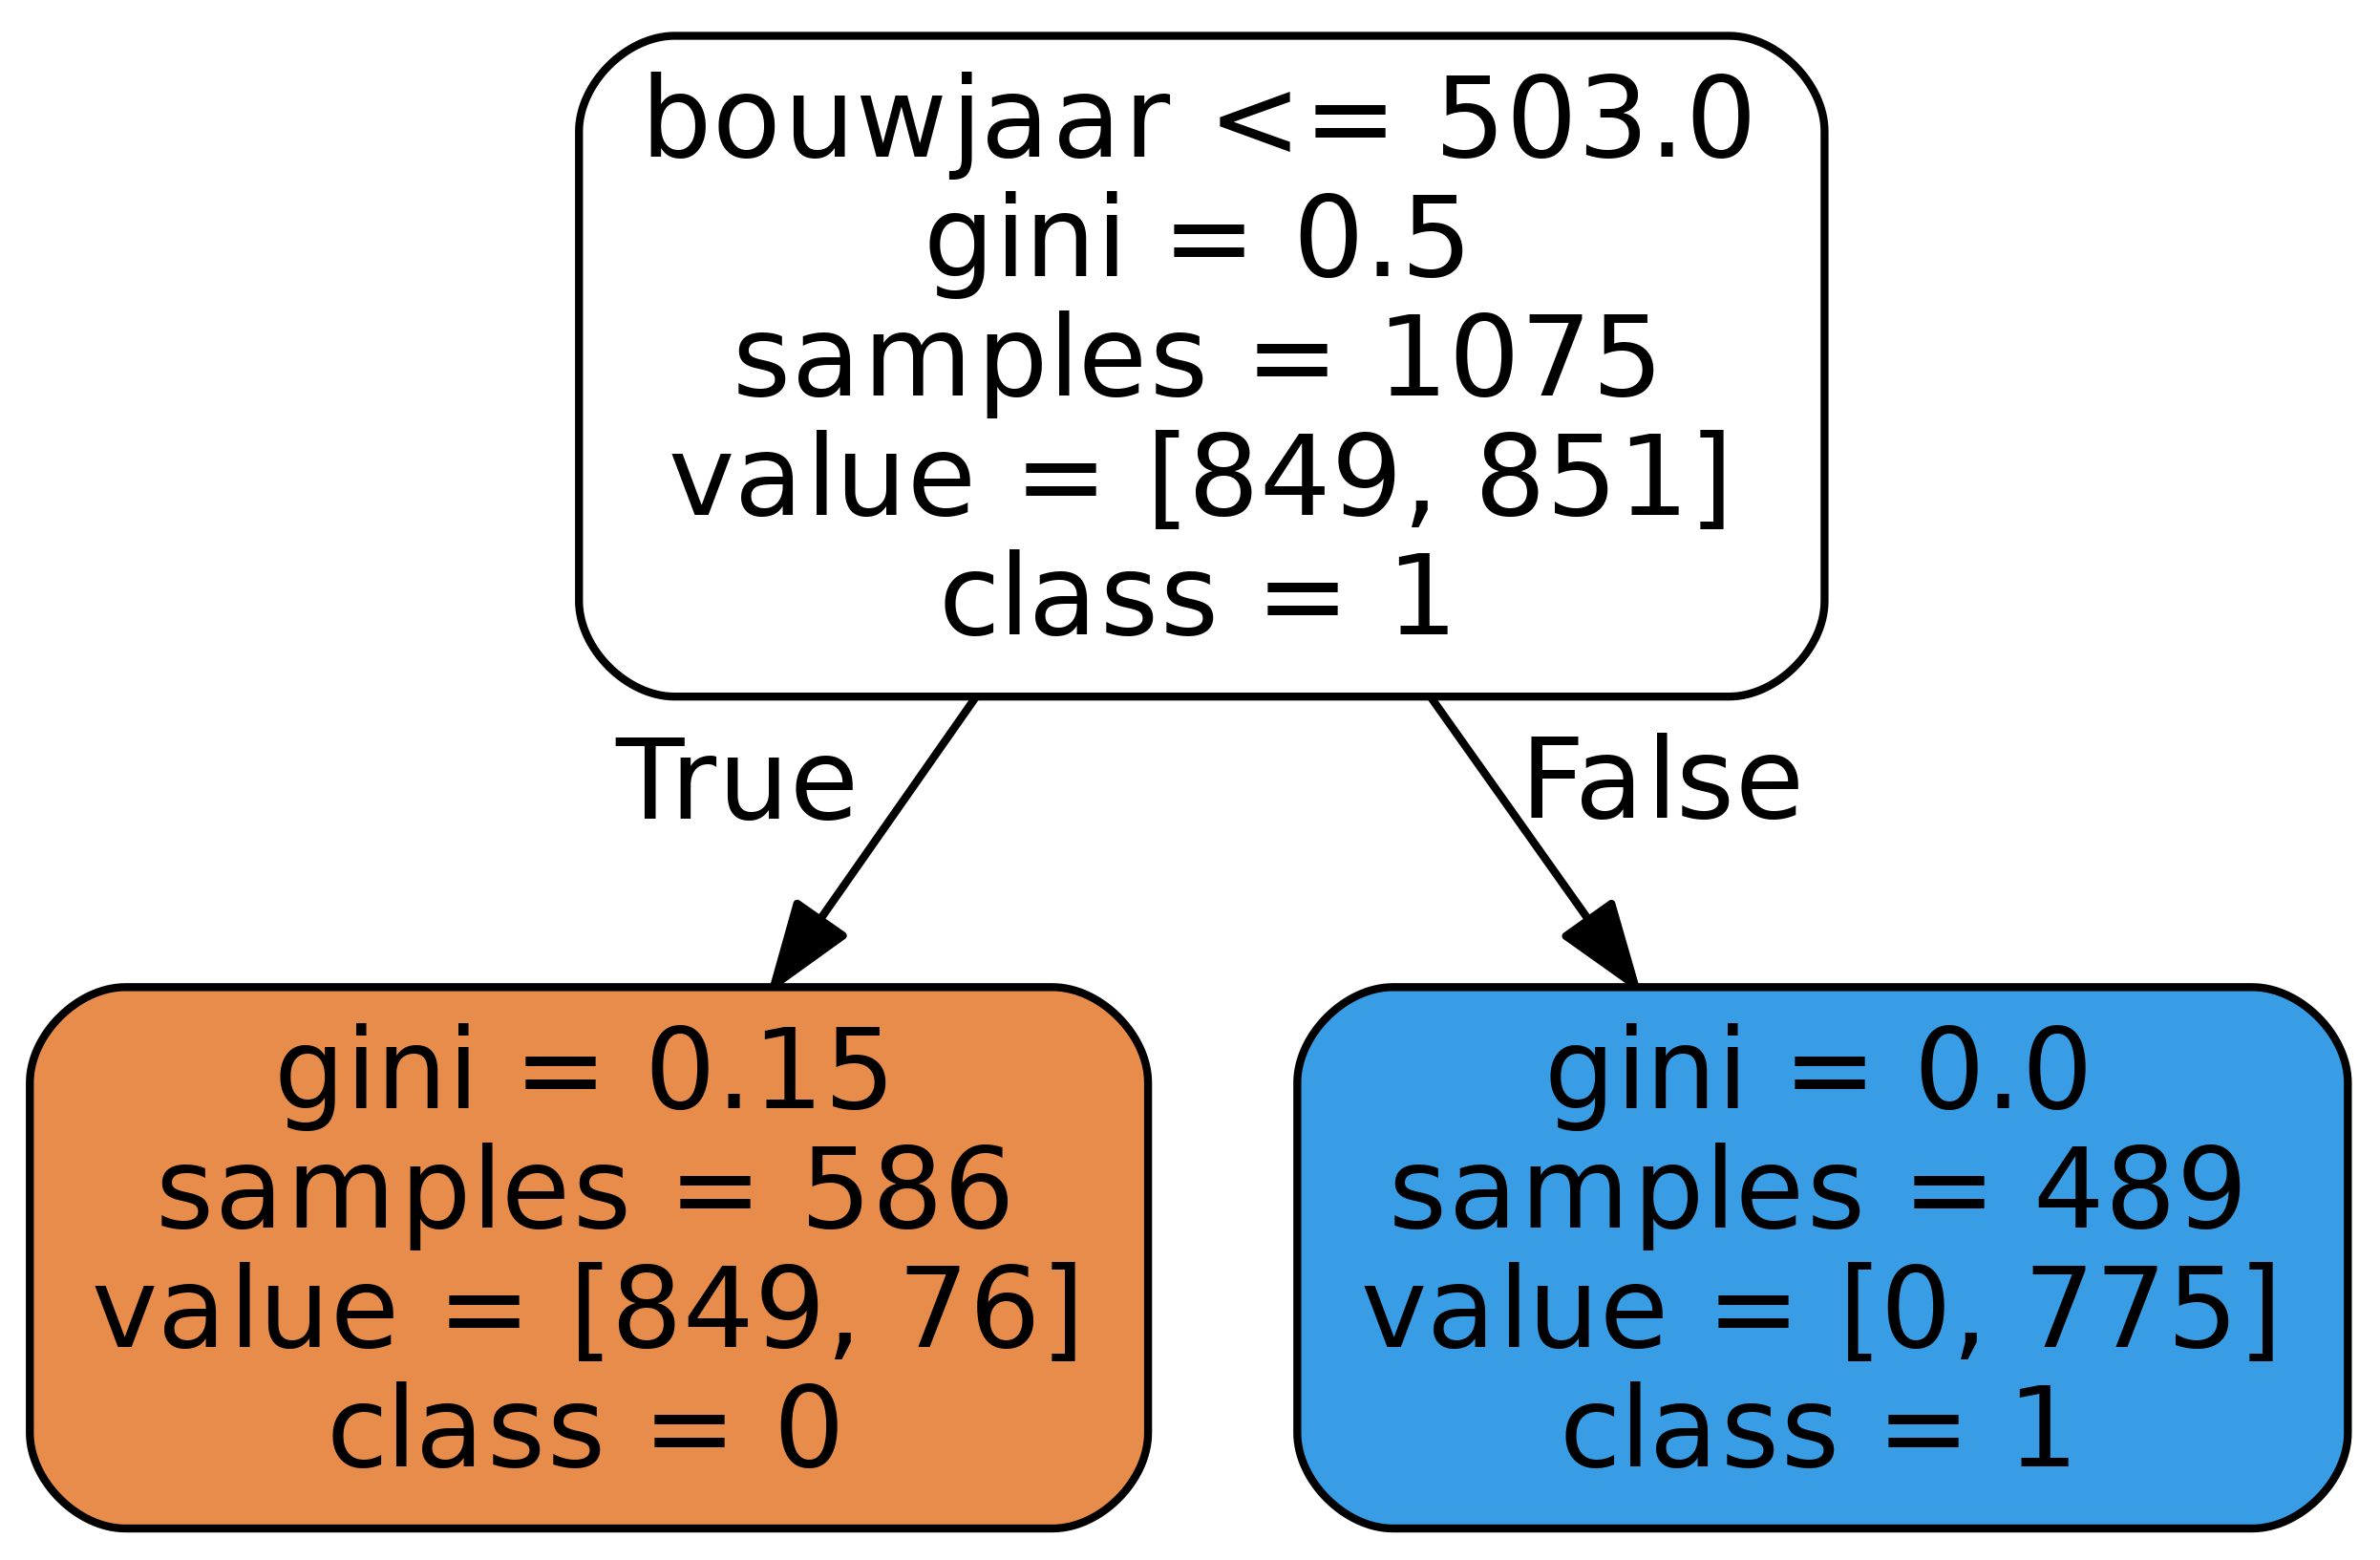 bouwjaar <= 503.0
gini = 0.5
samples = 1075
value = [849, 851]
class = 1
True
False
gini = 0.15
samples = 586
value = [849, 76]
class = 0
gini = 0.0
samples = 489
value = [0, 775]
class = 1